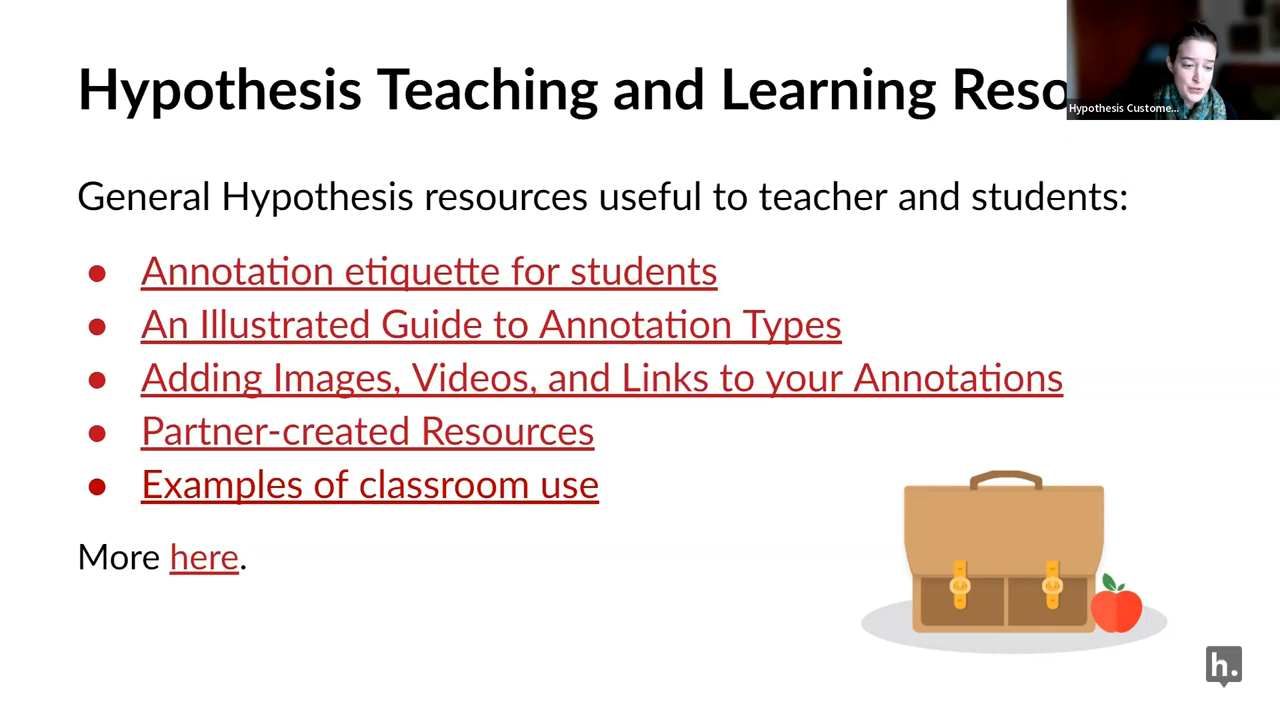 Hypothesis Teaching and Learning Reso
Hypothesis Custome...
General Hypothesis resources useful to teacher and students:
● Annotation etiquette for students
● An Illustrated Guide to Annotation Types
● Adding Images, Videos, and Links to your Annotations
● Partner-created Resources
● Examples of classroom use
More here.
h.